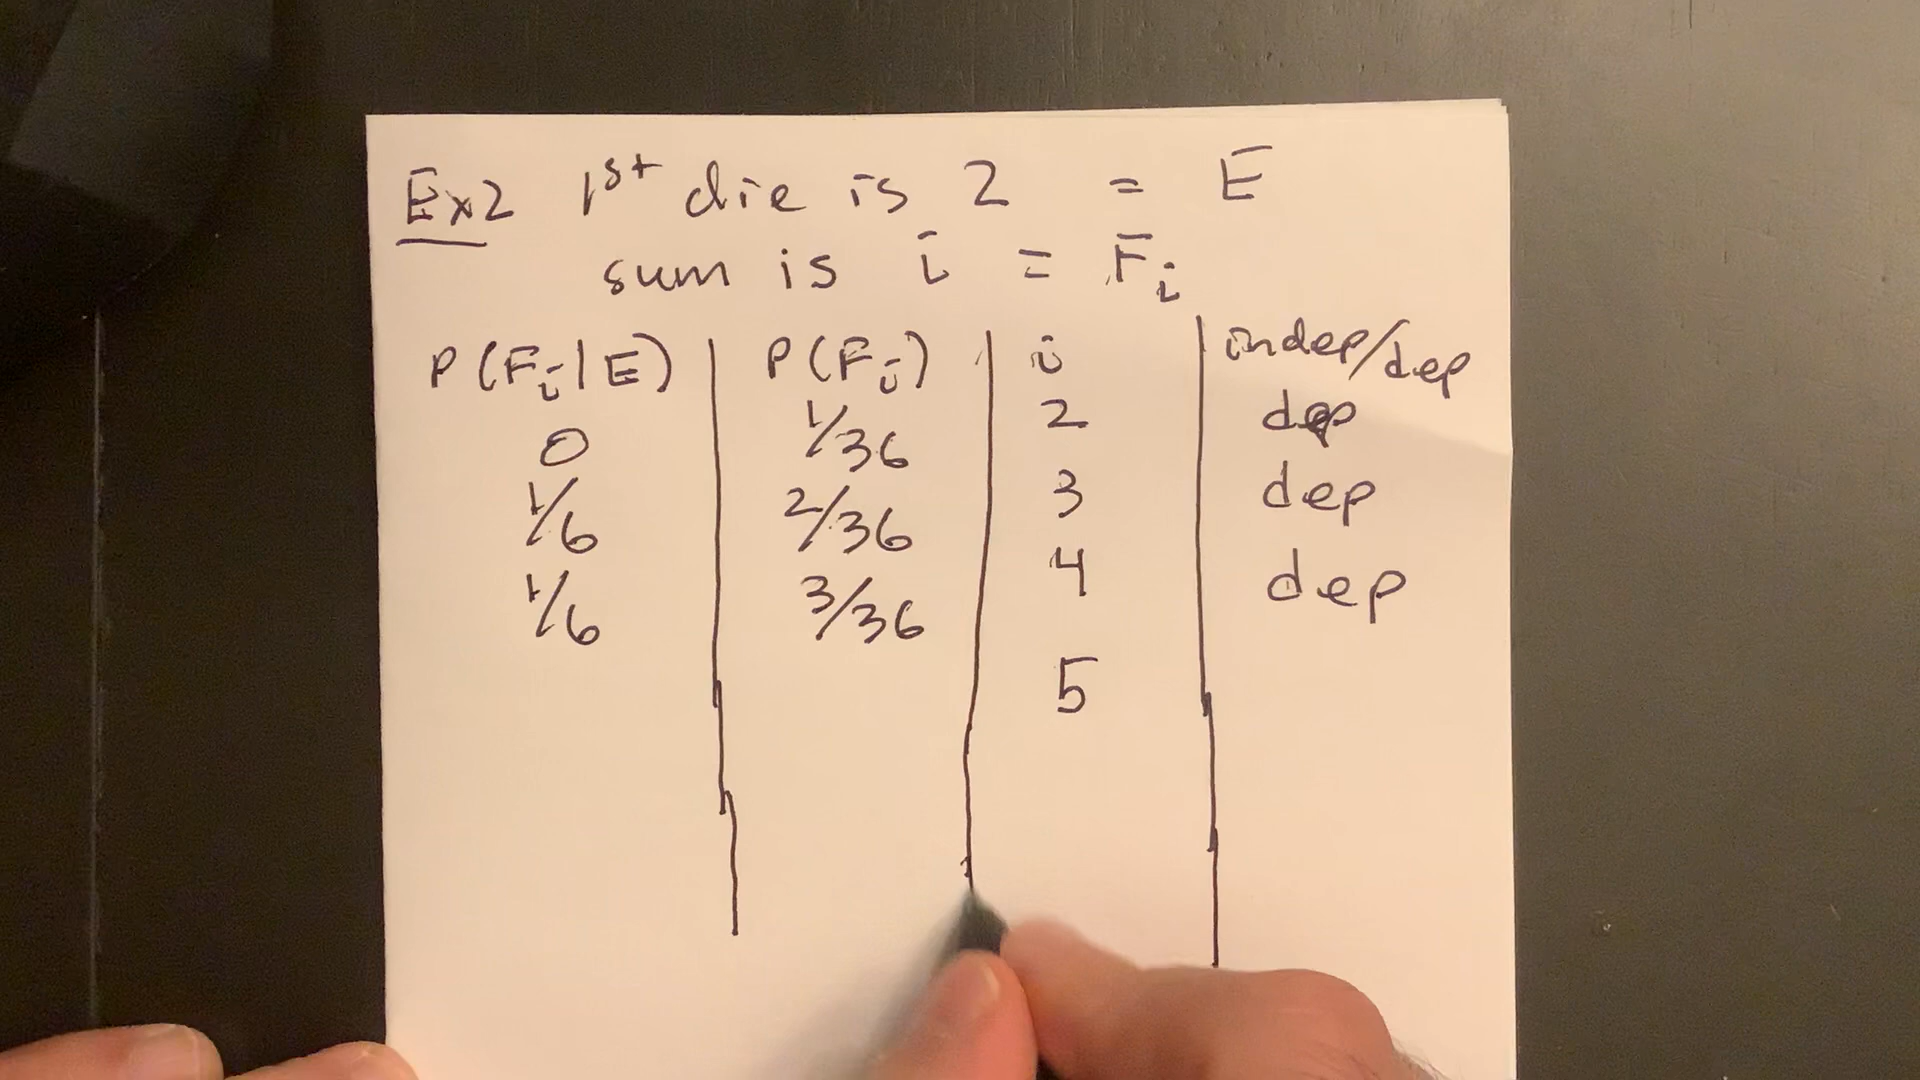 Ex2 1st die is 2 = E
sum is i = Fi
P(Fi|E) P(Fi) i indep/dep
0 1/36 2 dep
1/6 2/36 3 dep
1/6 3/36 4 dep
5